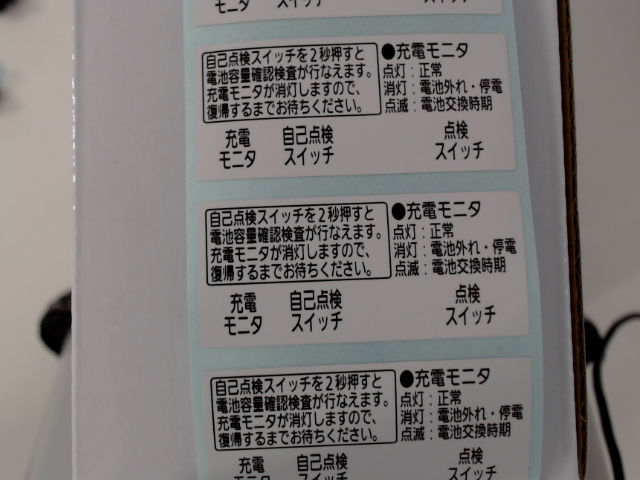 モニタ スイッチ スイッチ
自己点検スイッチを2秒押すと
電池容量確認検査が行なえます。
充電モニタが消灯しますので、
復帰するまでお待ちください。
●充電モニタ
点灯：正常
消灯：電池外れ・停電
点滅：電池交換時期
充電 自己点検 点検
モニタ スイッチ スイッチ
自己点検スイッチを2秒押すと
電池容量確認検査が行なえます。
充電モニタが消灯しますので、
復帰するまでお待ちください。
●充電モニタ
点灯：正常
消灯：電池外れ・停電
点滅：電池交換時期
充電 自己点検 点検
モニタ スイッチ スイッチ
自己点検スイッチを2秒押すと
電池容量確認検査が行なえます。
充電モニタが消灯しますので、
復帰するまでお待ちください。
●充電モニタ
点灯：正常
消灯：電池外れ・停電
点滅：電池交換時期
充電 自己点検 点検
モニタ スイッチ スイッチ